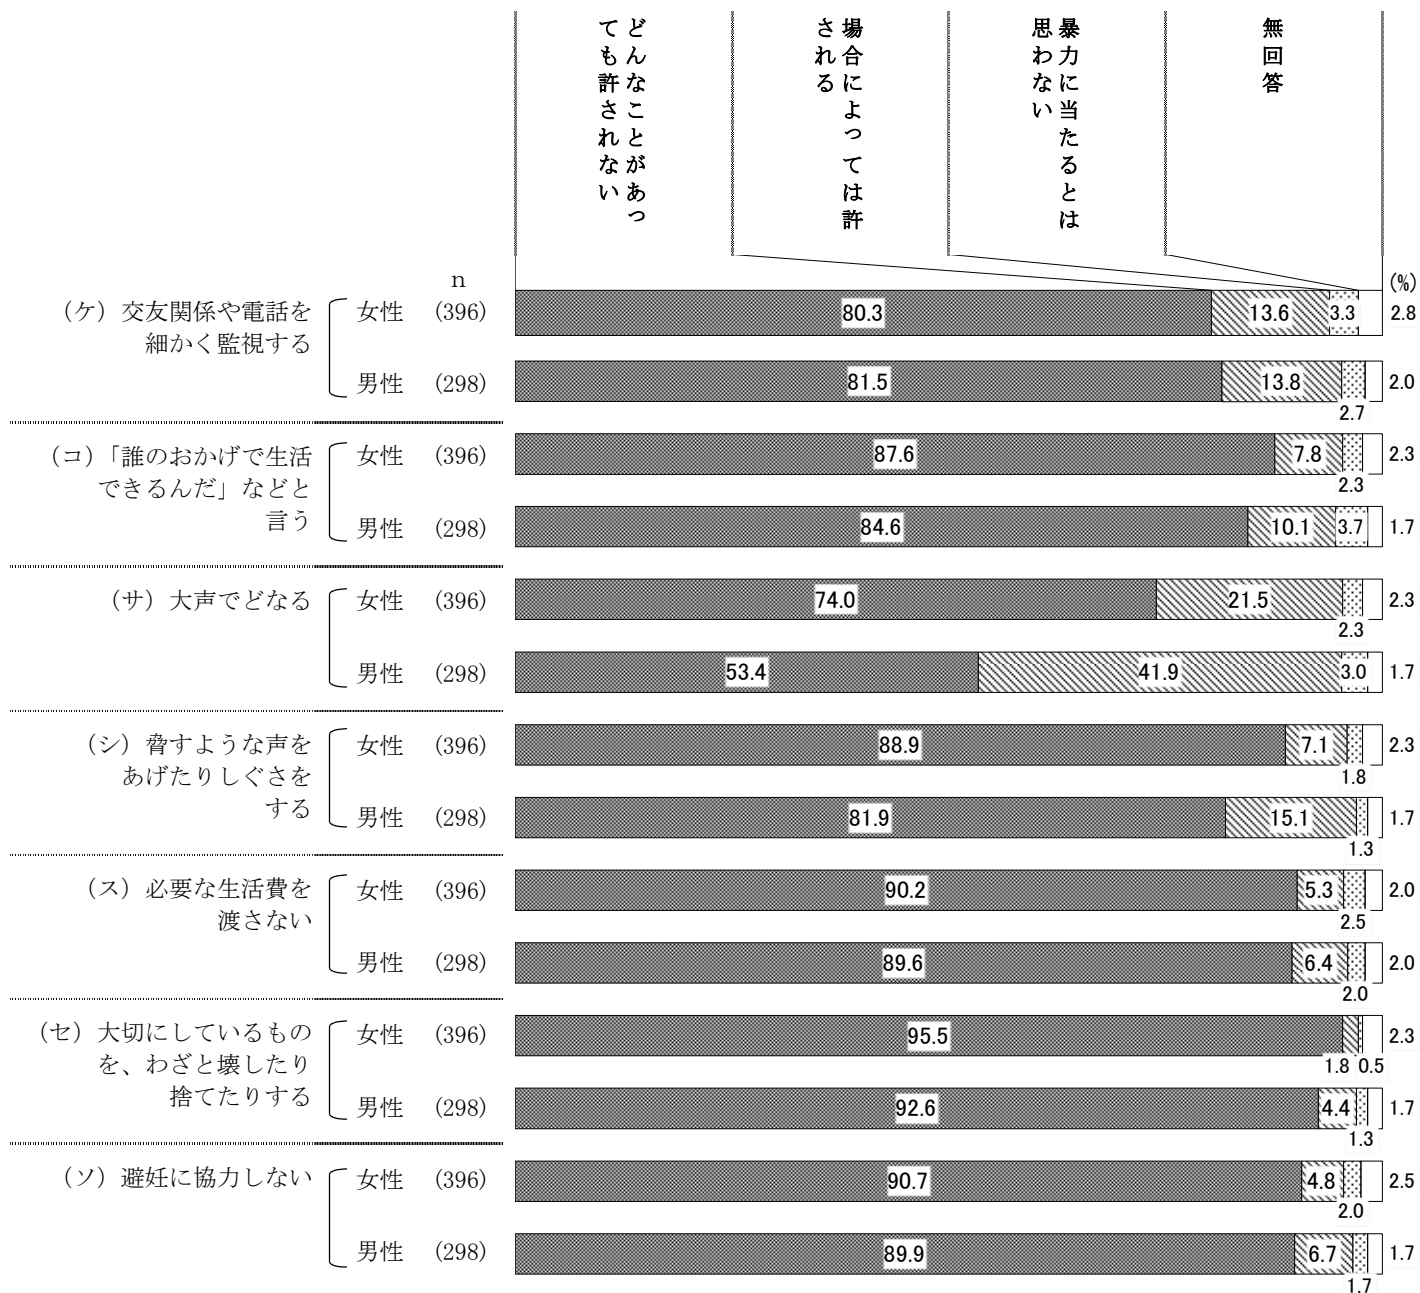 どんなことがあっ
ても許されない
場合によっては許
される
暴力に当たるとは
思わない
無回答
n
(%)
（ケ）交友関係や電話を
細かく監視する
女性 (396) 80.3 13.6 3.3 2.8
男性 (298) 81.5 13.8 2.7 2.0
（コ）「誰のおかげで生活
できるんだ」などと
言う
女性 (396) 87.6 7.8 2.3 2.3
男性 (298) 84.6 10.1 3.7 1.7
（サ）大声でどなる
女性 (396) 74.0 21.5 2.3 2.3
男性 (298) 53.4 41.9 3.0 1.7
（シ）脅すような声を
あげたりしぐさを
する
女性 (396) 88.9 7.1 1.8 2.3
男性 (298) 81.9 15.1 1.3 1.7
（ス）必要な生活費を
渡さない
女性 (396) 90.2 5.3 2.5 2.0
男性 (298) 89.6 6.4 2.0 2.0
（セ）大切にしているもの
を、わざと壊したり
捨てたりする
女性 (396) 95.5 1.8 0.5 2.3
男性 (298) 92.6 4.4 1.3 1.7
（ソ）避妊に協力しない
女性 (396) 90.7 4.8 2.0 2.5
男性 (298) 89.9 6.7 1.7 1.7